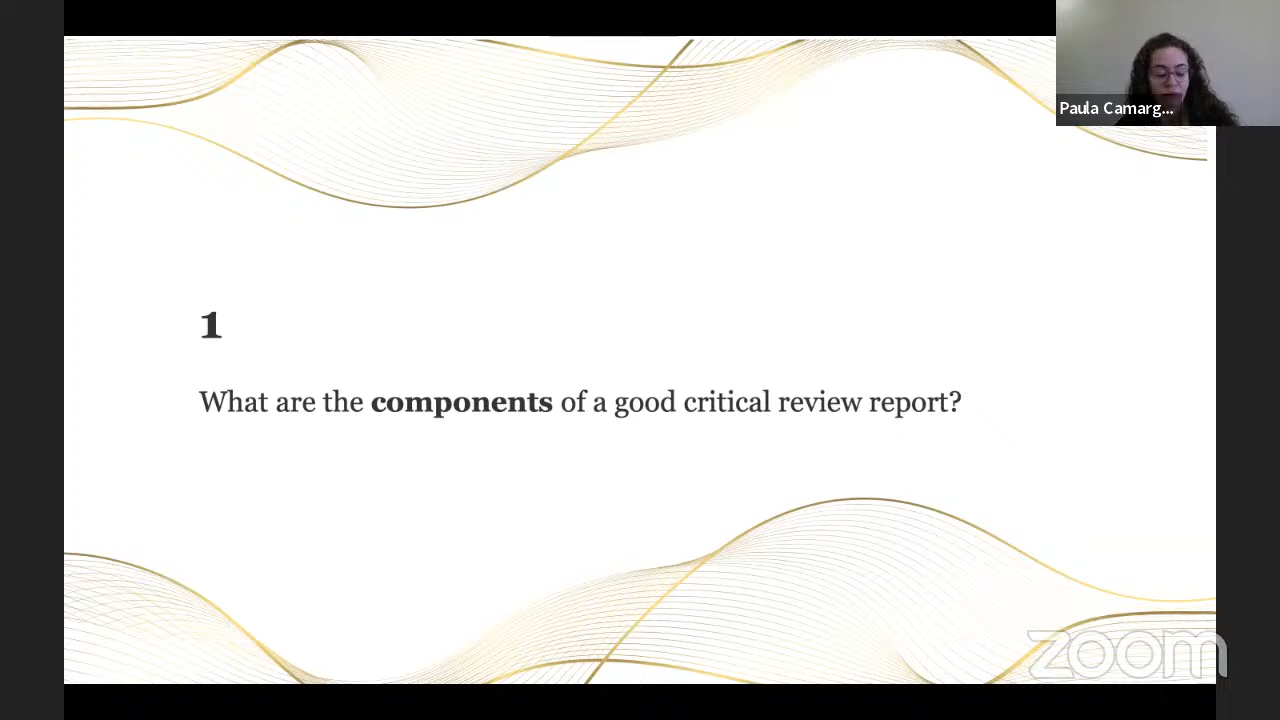 Paula Camarg...
1
What are the components of a good critical review report?
zoom